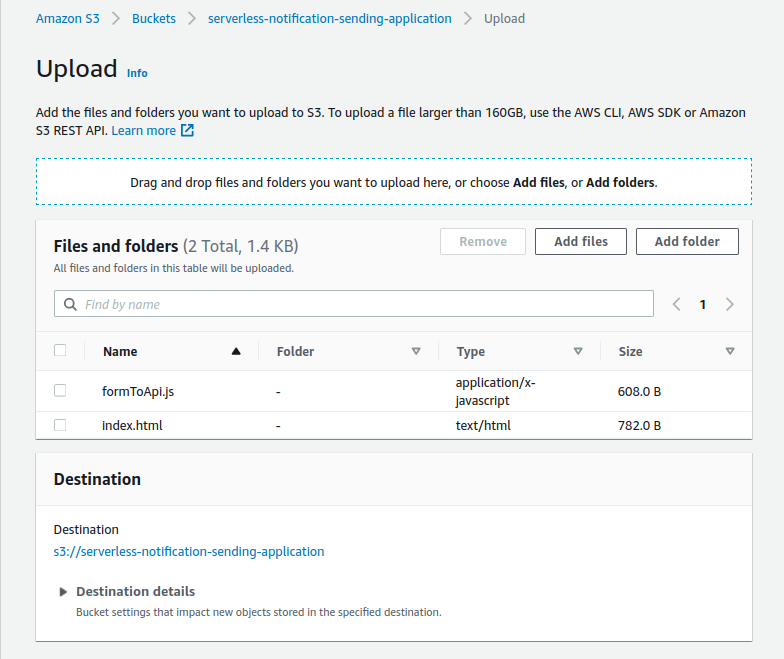 Amazon S3 > Buckets > serverless-notification-sending-application > Upload
Upload Info
Add the files and folders you want to upload to S3. To upload a file larger than 160GB, use the AWS CLI, AWS SDK or Amazon
S3 REST API. Learn more
Drag and drop files and folders you want to upload here, or choose Add files, or Add folders.
Files and folders (2 Total, 1.4 KB)
Remove Add files Add folder
All files and folders in this table will be uploaded.
Find by name
1
Name Folder Type Size
formToApi.js - application/x-
javascript 608.0 B
index.html - text/html 782.0 B
Destination
Destination
s3://serverless-notification-sending-application
Destination details
Bucket settings that impact new objects stored in the specified destination.